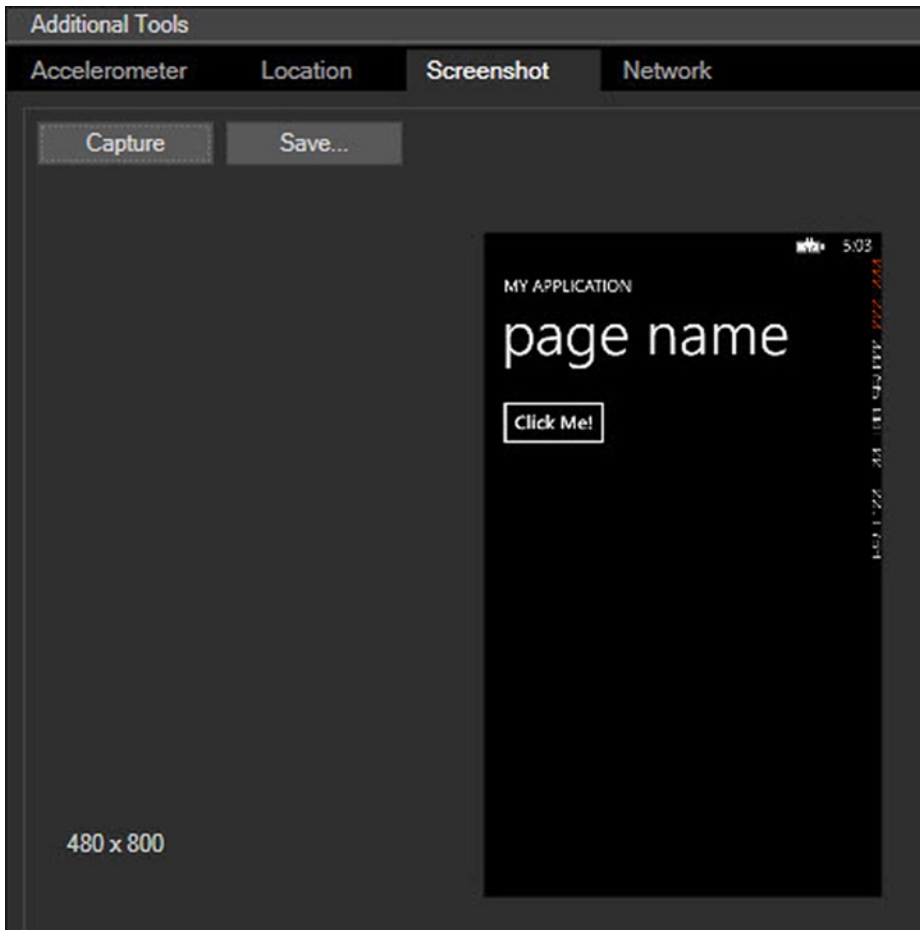 Additional Tools
Accelerometer Location Screenshot Network
Capture Save...
5:03
MY APPLICATION
page name
Click Me!
480 x 800